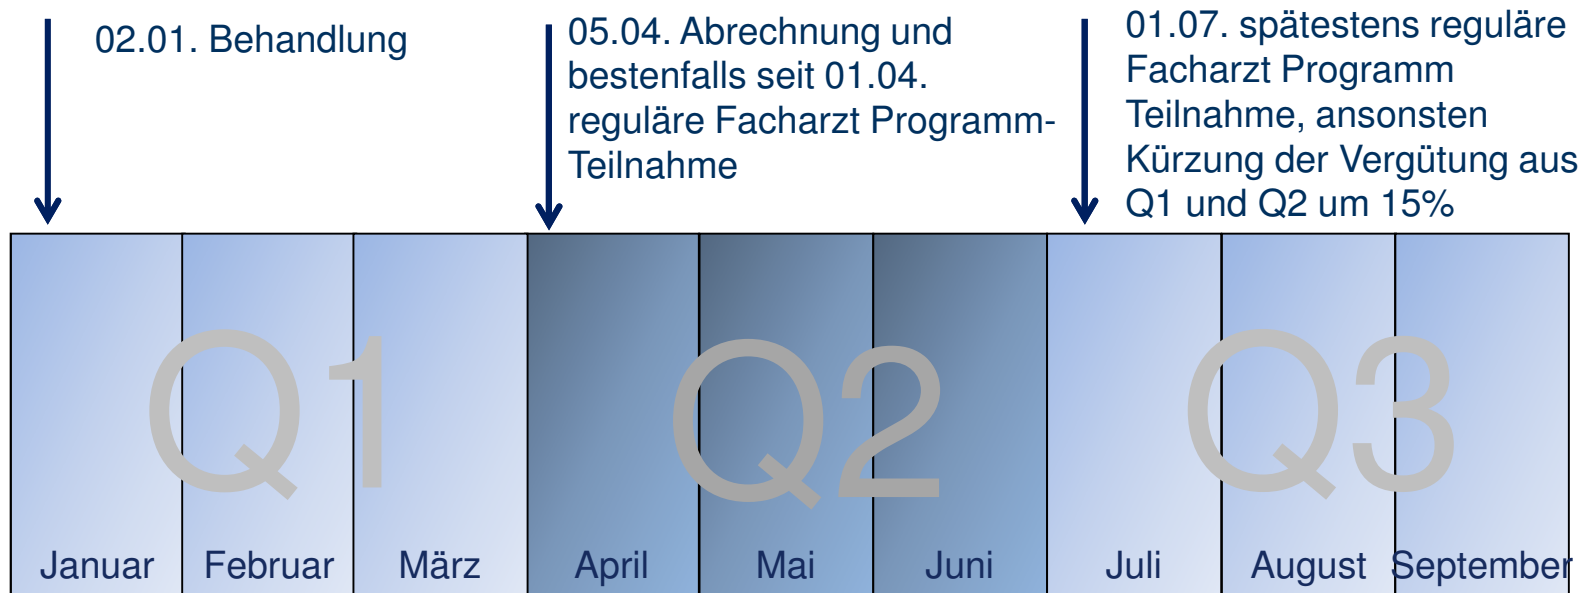 02.01. Behandlung
05.04. Abrechnung und
bestenfalls seit 01.04.
reguläre Facharzt Programm-
Teilnahme
01.07. spätestens reguläre
Facharzt Programm
Teilnahme, ansonsten
Kürzung der Vergütung aus
Q1 und Q2 um 15%
Q1
Q2
Q3
Januar
Februar
März
April
Mai
Juni
Juli
August
September